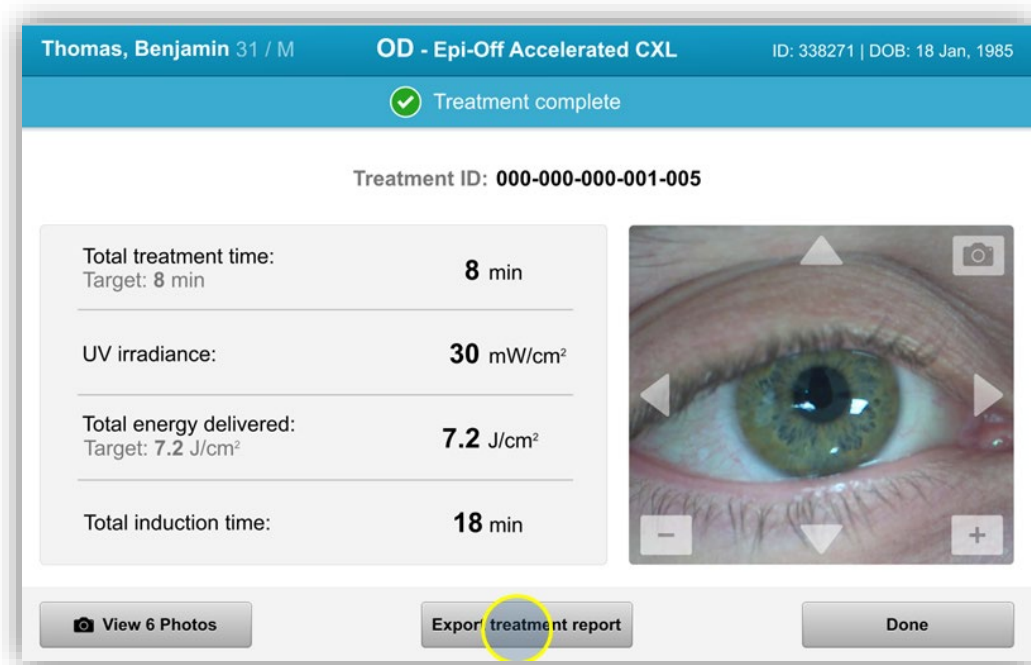 Thomas, Benjamin 31 / M OD - Epi-Off Accelerated CXL ID: 338271 | DOB: 18 Jan, 1985
Treatment complete
Treatment ID: 000-000-000-001-005
Total treatment time: 8 min
Target: 8 min
UV irradiance: 30 mW/cm²
Total energy delivered: 7.2 J/cm²
Target: 7.2 J/cm²
Total induction time: 18 min
− +
View 6 Photos Export treatment report Done